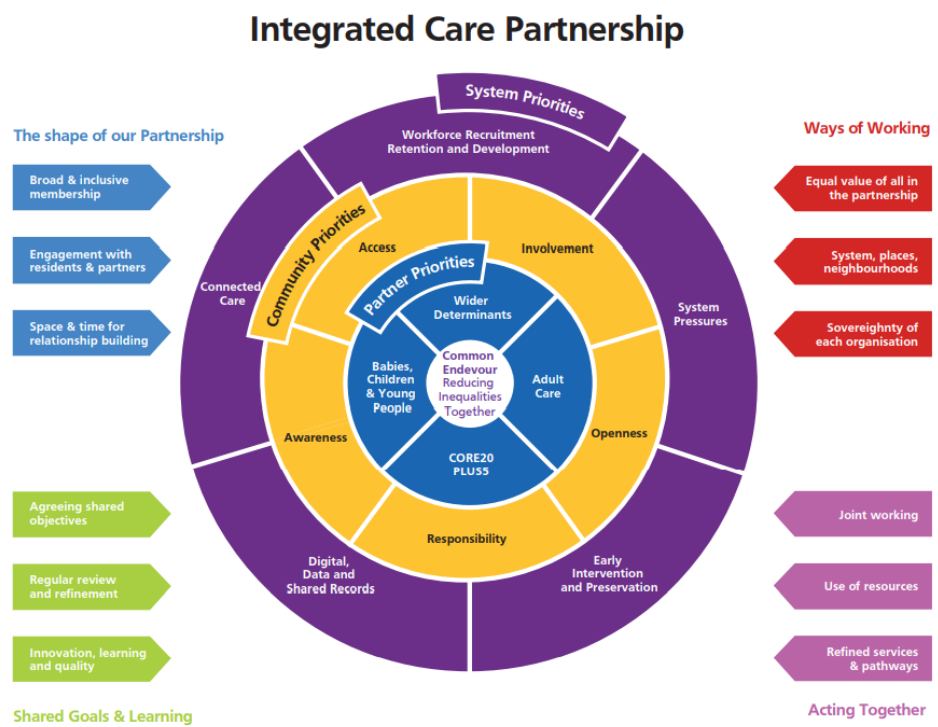 Integrated Care Partnership
The shape of our Partnership
Broad & inclusive
membership
Engagement with
residents & partners
Space & time for
relationship building
System Priorities
Workforce Recruitment
Retention and Development
System
Pressures
Early
Intervention
and Preservation
Digital,
Data and
Shared Records
Connected
Care
Community Priorities
Access
Involvement
Openness
Responsibility
Awareness
Partner Priorities
Wider
Determinants
Adult
Care
CORE20
PLUS5
Babies,
Children
& Young
People
Common
Endevour
Reducing
Inequalities
Together
Ways of Working
Equal value of all in
the partnership
System, places,
neighbourhoods
Sovereighnty of
each organisation
Agreeing shared
objectives
Regular review
and refinement
Innovation, learning
and quality
Shared Goals & Learning
Joint working
Use of resources
Refined services
& pathways
Acting Together